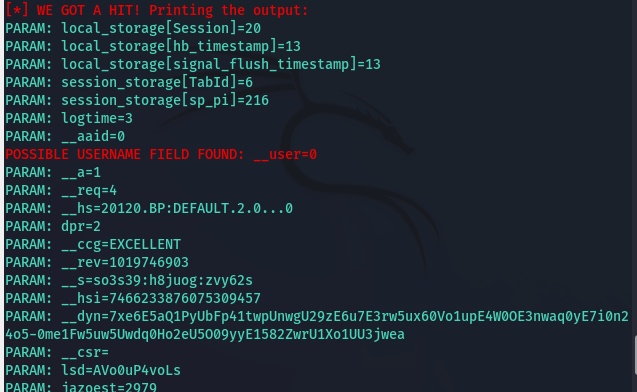 [*] WE GOT A HIT! Printing the output:
PARAM: local_storage[Session]=20
PARAM: local_storage[hb_timestamp]=13
PARAM: local_storage[signal_flush_timestamp]=13
PARAM: session_storage[TabId]=6
PARAM: session_storage[sp_pi]=216
PARAM: logtime=3
PARAM: __aaid=0
POSSIBLE USERNAME FIELD FOUND: __user=0
PARAM: __a=1
PARAM: __req=4
PARAM: __hs=20120.BP:DEFAULT.2.0...0
PARAM: dpr=2
PARAM: __ccg=EXCELLENT
PARAM: __rev=1019746903
PARAM: __s=so3s39:h8juog:zvy62s
PARAM: __hsi=7466233876075309457
PARAM: __dyn=7xe6E5aQ1PyUbFp41twpUnwgU29zE6u7E3rw5ux60Vo1upE4W0OE3nwaq0yE7i0n2
4o5-0me1Fw5uw5Uwdq0Ho2eU5O09yyE1582ZwrU1Xo1UU3jwea
PARAM: __csr=
PARAM: lsd=AVo0uP4voLs
PARAM: jazoest=2979